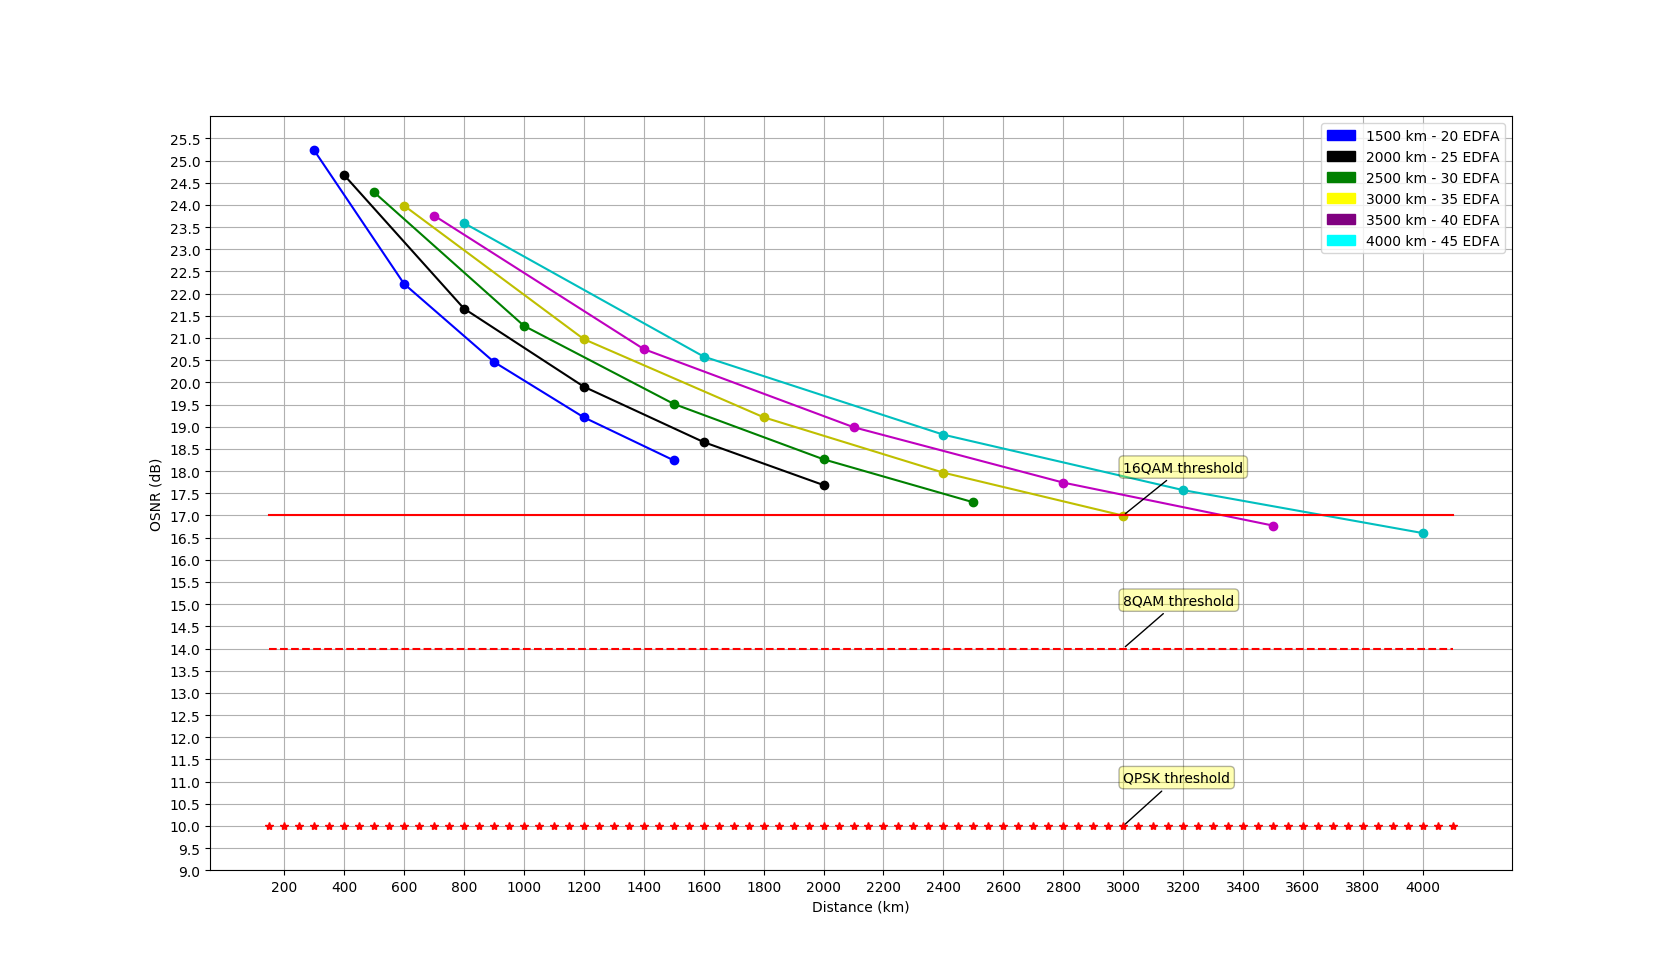 25.5
25.0
24.5
24.0
23.5
23.0
22.5
22.0
21.5
21.0
20.5
20.0
19.5
19.0
18.5
18.0
17.5
17.0
16.5
16.0
15.5
15.0
14.5
14.0
13.5
13.0
12.5
12.0
11.5
11.0
10.5
10.0
9.5
9.0
OSNR (dB)
1500 km - 20 EDFA
2000 km - 25 EDFA
2500 km - 30 EDFA
3000 km - 35 EDFA
3500 km - 40 EDFA
4000 km - 45 EDFA
16QAM threshold
8QAM threshold
QPSK threshold
200 400 600 800 1000 1200 1400 1600 1800 2000 2200 2400 2600 2800 3000 3200 3400 3600 3800 4000
Distance (km)